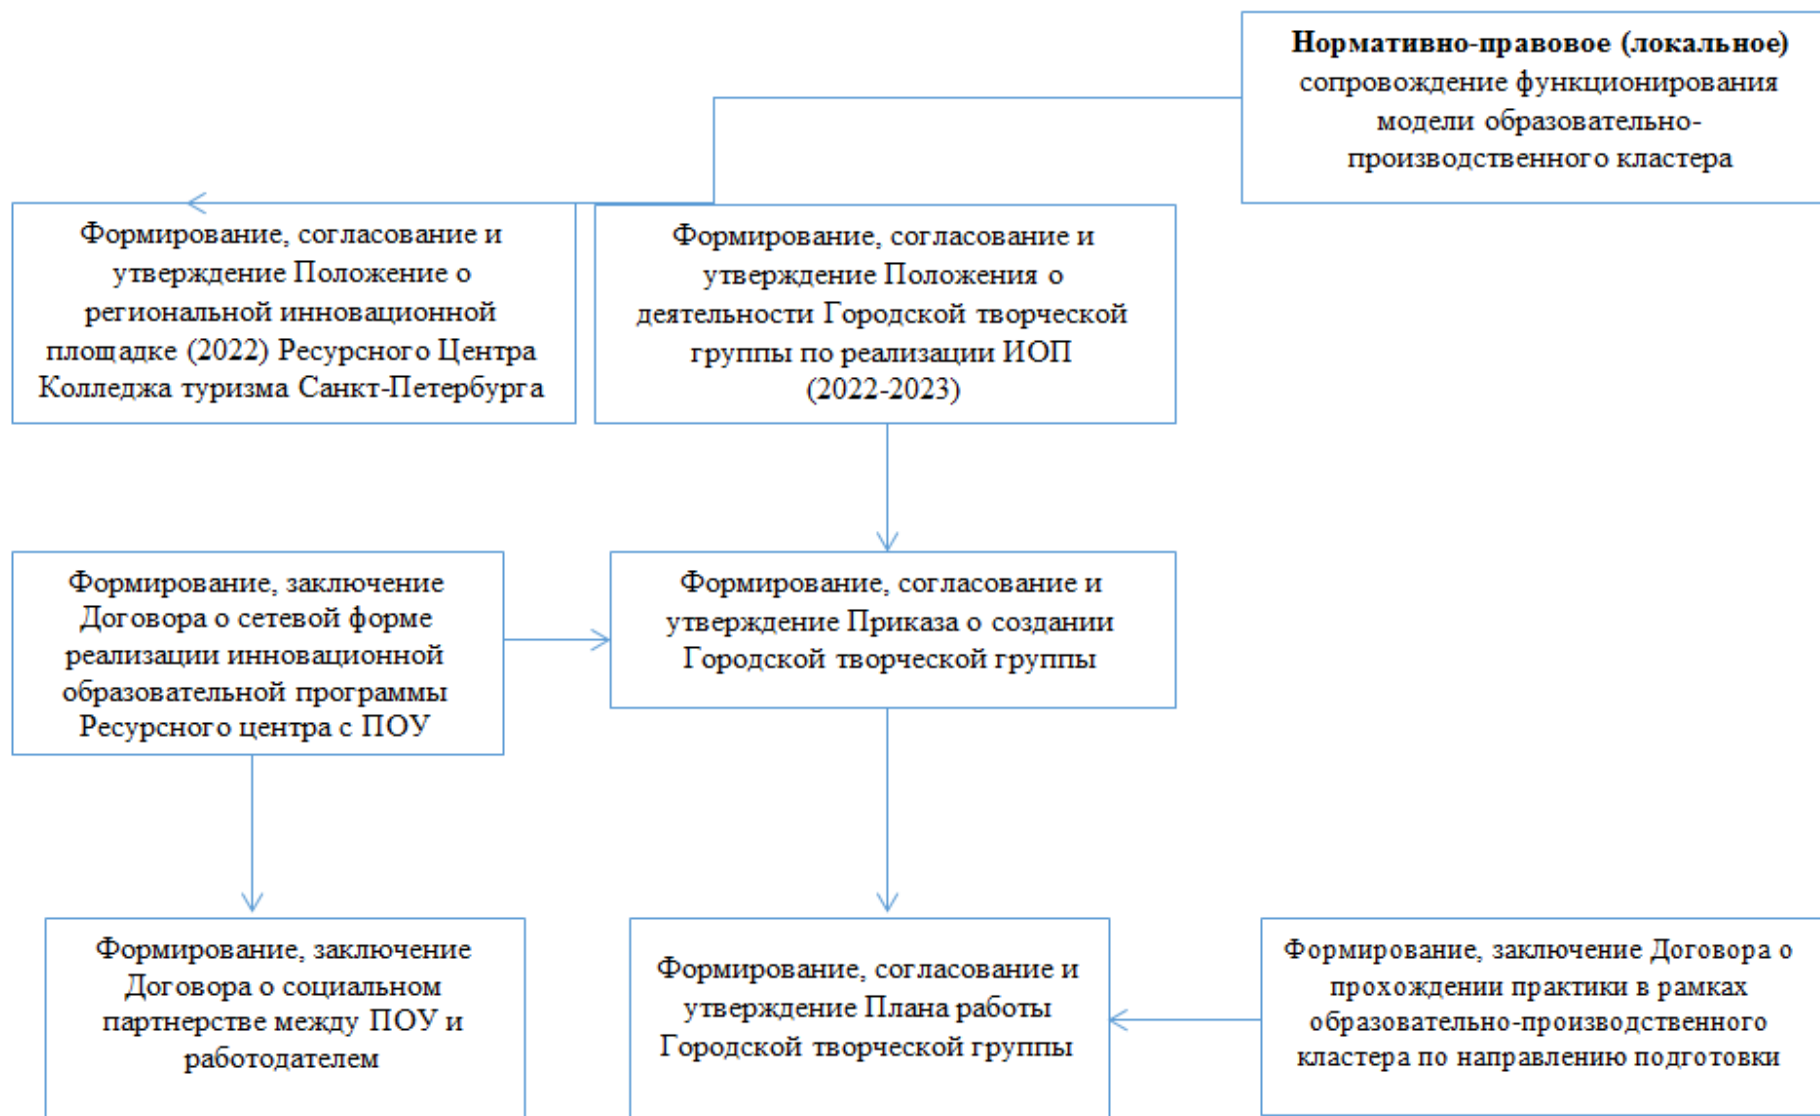 Нормативно-правовое (локальное)
сопровождение функционирования
модели образовательно-
производственного кластера
Формирование, согласование и
утверждение Положение о
региональной инновационной
площадке (2022) Ресурсного Центра
Колледжа туризма Санкт-Петербурга
Формирование, согласование и
утверждение Положения о
деятельности Городской творческой
группы по реализации ИОП
(2022-2023)
Формирование, заключение
Договора о сетевой форме
реализации инновационной
образовательной программы
Ресурсного центра с ПОУ
Формирование, согласование и
утверждение Приказа о создании
Городской творческой группы
Формирование, заключение
Договора о социальном
партнерстве между ПОУ и
работодателем
Формирование, согласование и
утверждение Плана работы
Городской творческой группы
Формирование, заключение Договора о
прохождении практики в рамках
образовательно-производственного
кластера по направлению подготовки